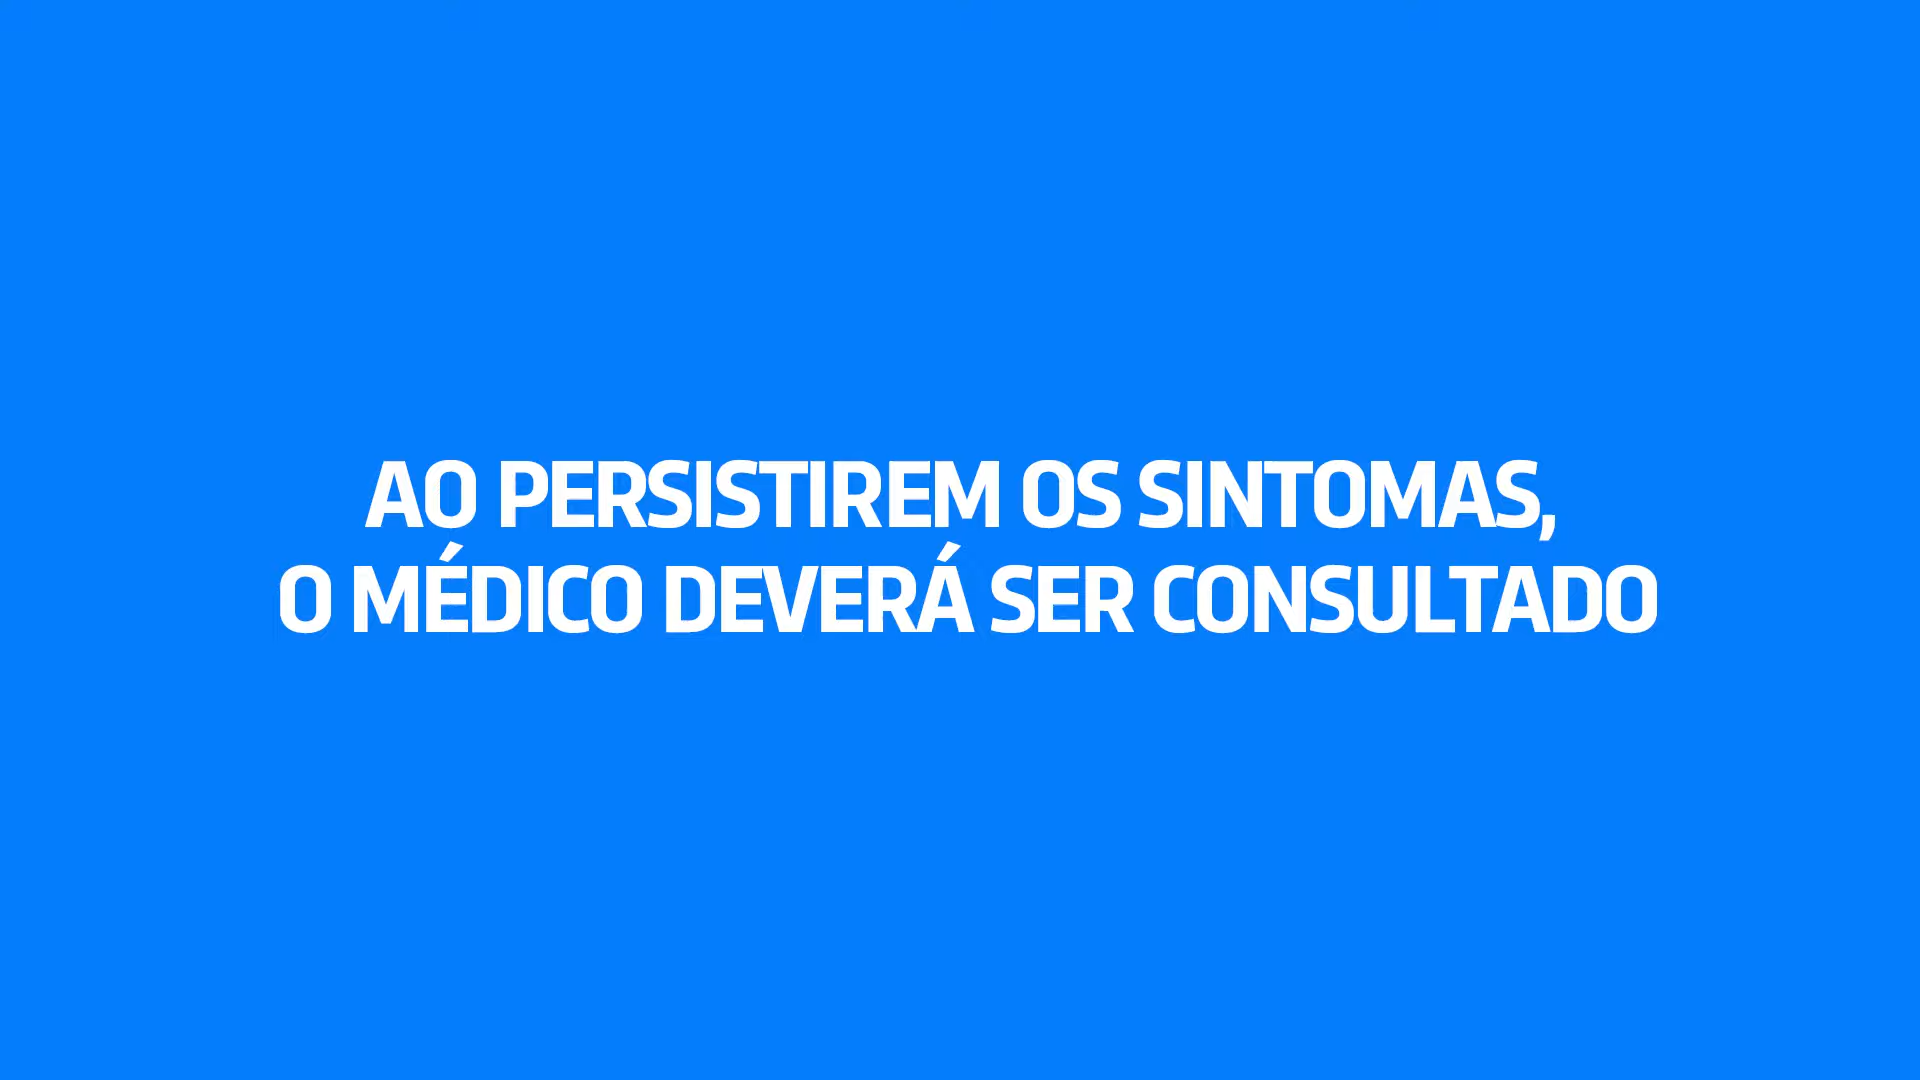 AO PERSISTIREM OS SINTOMAS,
O MÉDICO DEVERÁ SER CONSULTADO